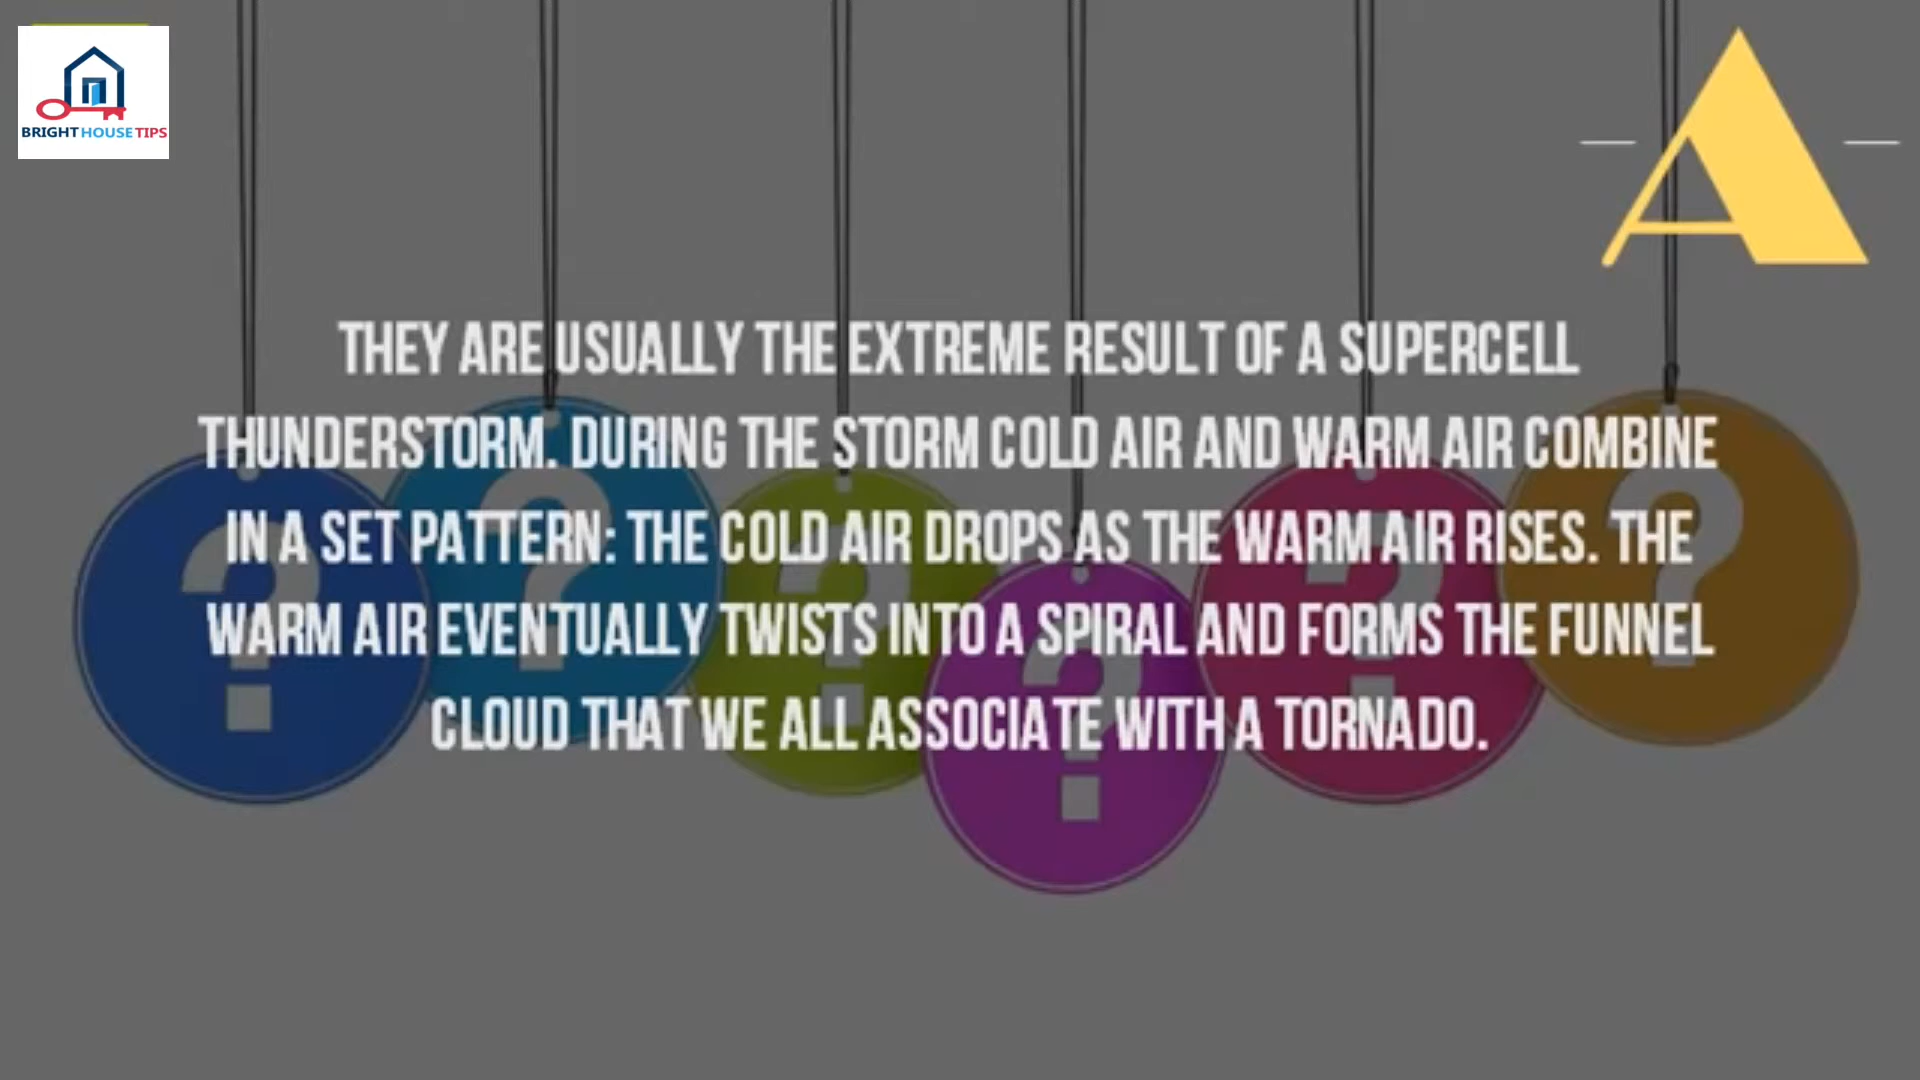 BRIGHT HOUSE TIPS
A
THEY ARE USUALLY THE EXTREME RESULT OF A SUPERCELL
THUNDERSTORM. DURING THE STORM COLD AIR AND WARM AIR COMBINE
IN A SET PATTERN: THE COLD AIR DROPS AS THE WARM AIR RISES. THE
WARM AIR EVENTUALLY TWISTS INTO A SPIRAL AND FORMS THE FUNNEL
CLOUD THAT WE ALL ASSOCIATE WITH A TORNADO.
? ? ? ? ? ?